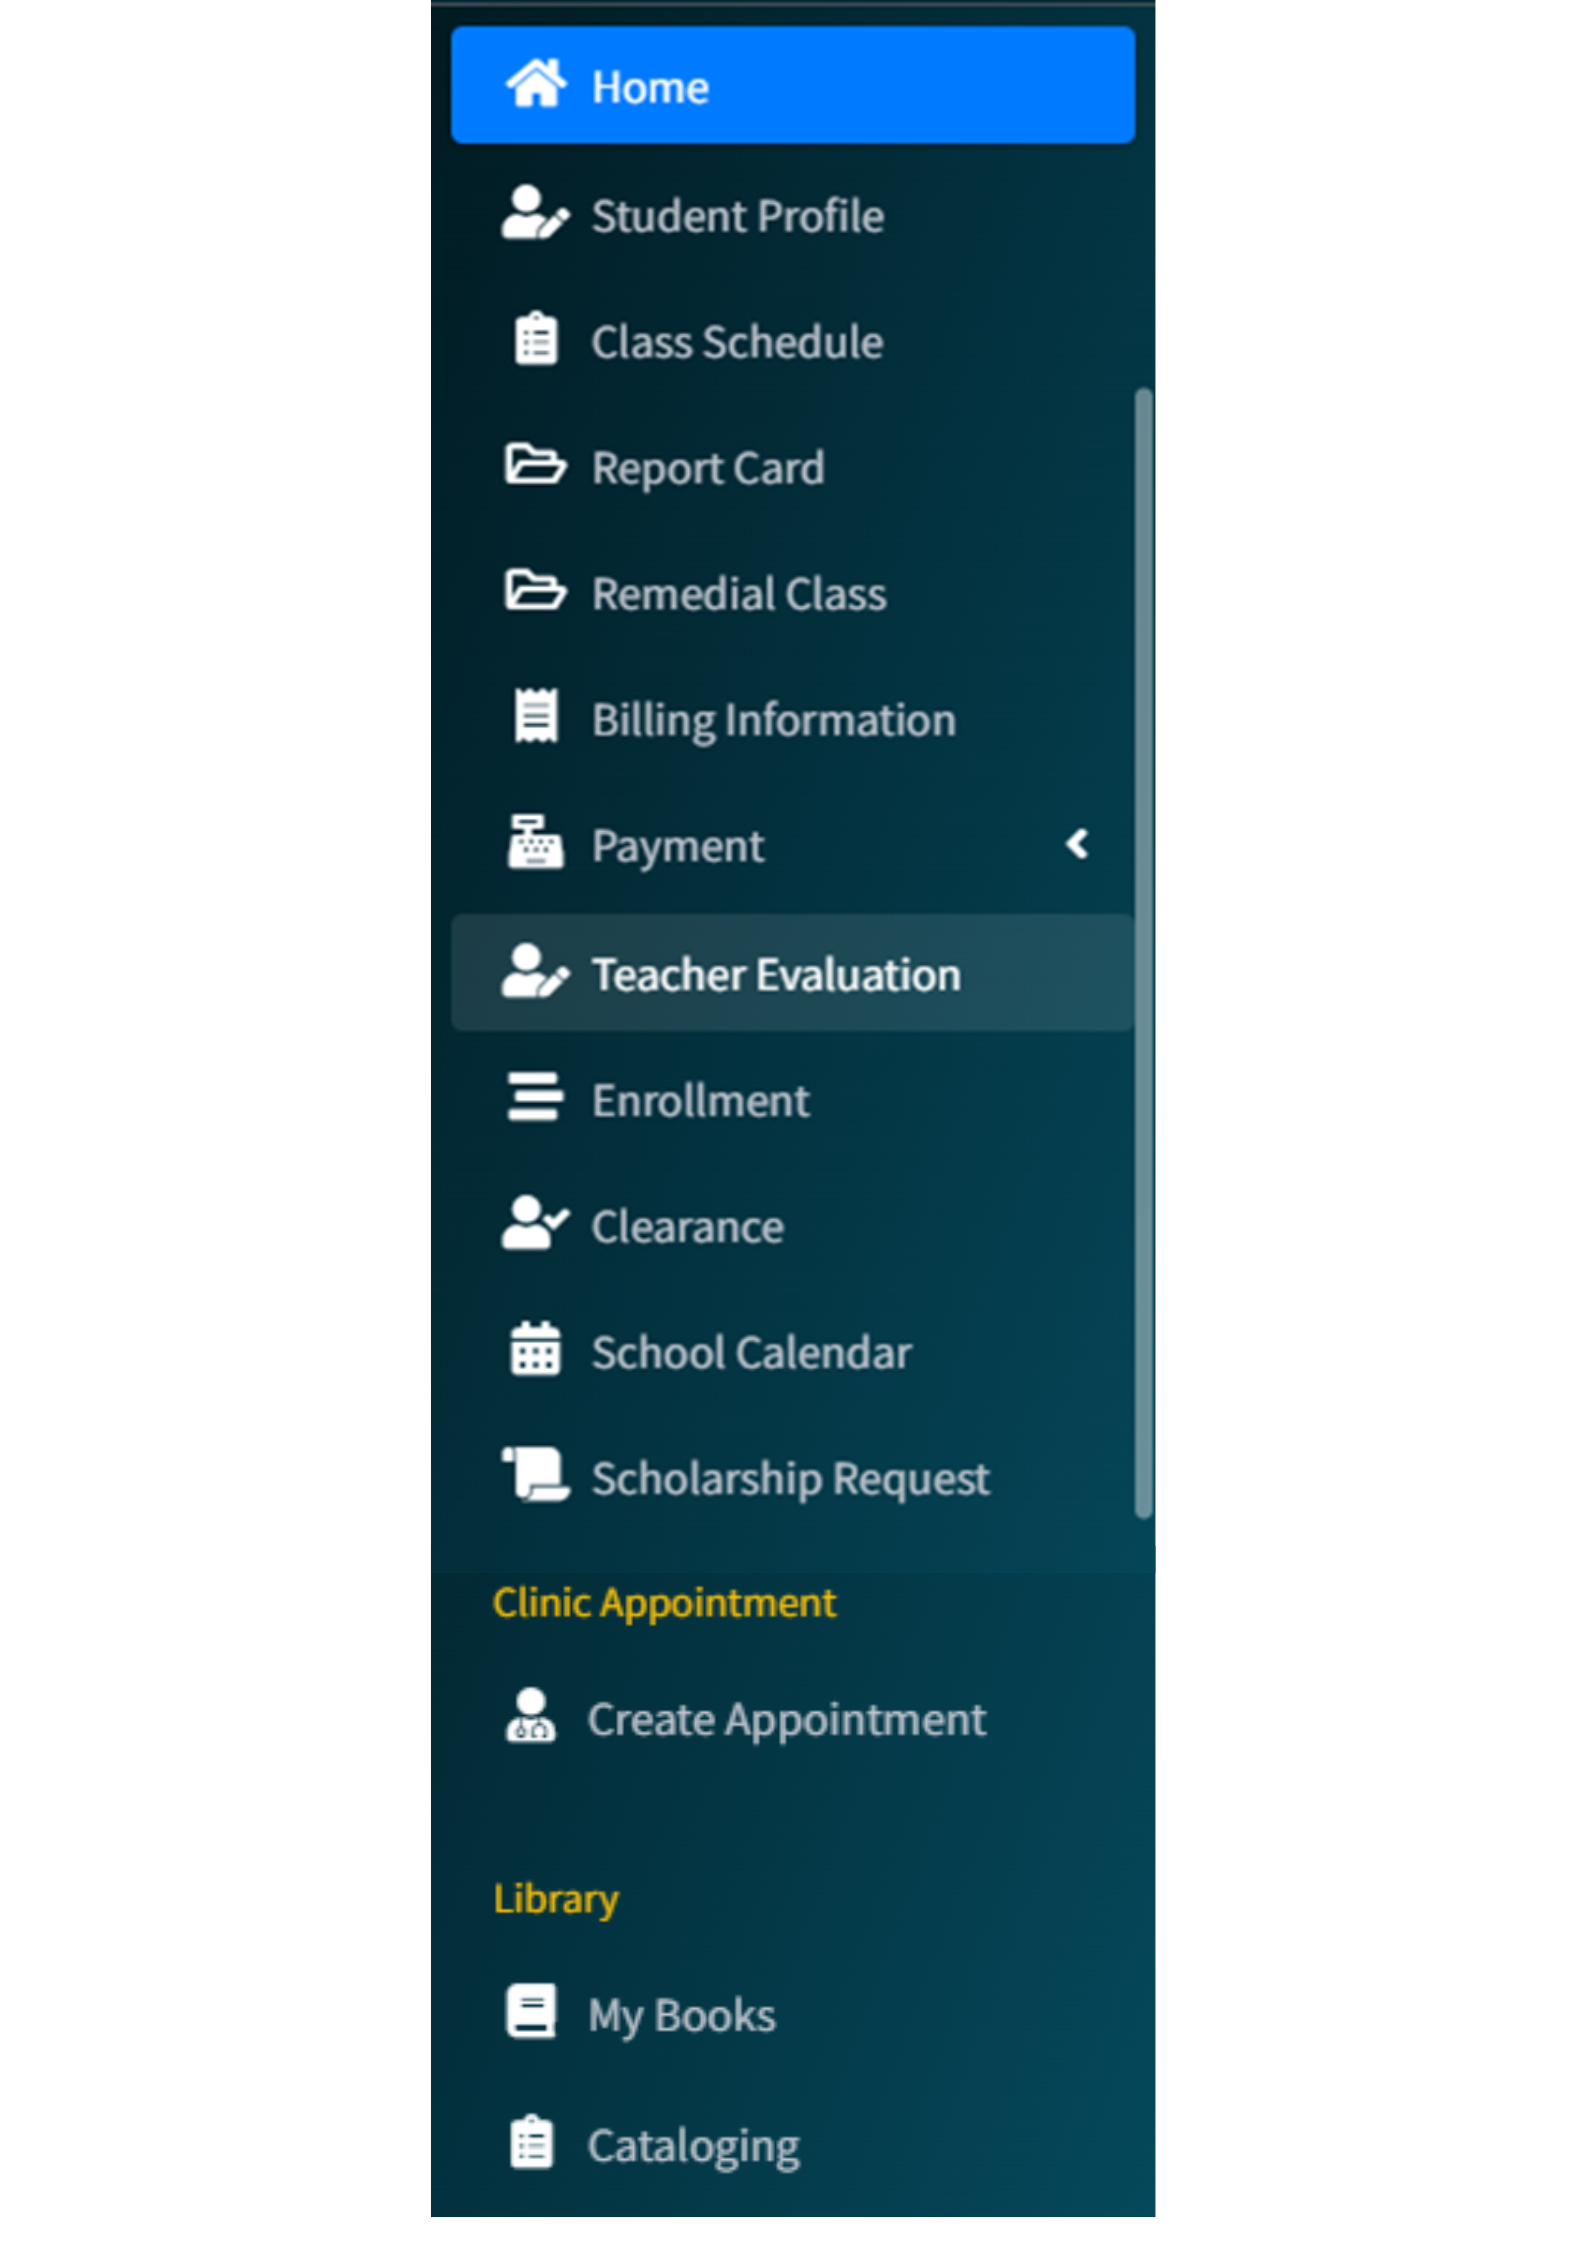 Home
Student Profile
Class Schedule
Report Card
Remedial Class
Billing Information
Payment
Teacher Evaluation
Enrollment
Clearance
School Calendar
Scholarship Request
Clinic Appointment
Create Appointment
Library
My Books
Cataloging